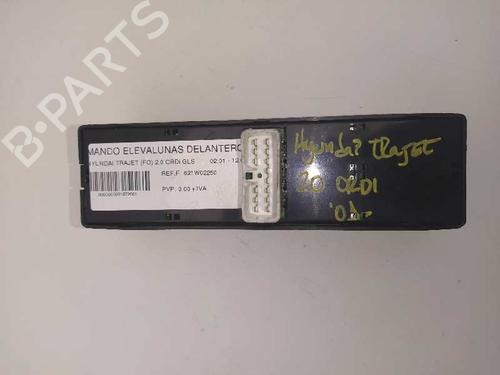 MANDO ELEVALUNAS DELANTERO
HYUNDAI TRAJET (FO) 2.0 CRDi GLS 02.01 - 12.0
REF.F. 621W02250
PVP: 0.00 + IVA
Hyundai TRAJET
2.0 CRDI
B-PARTS